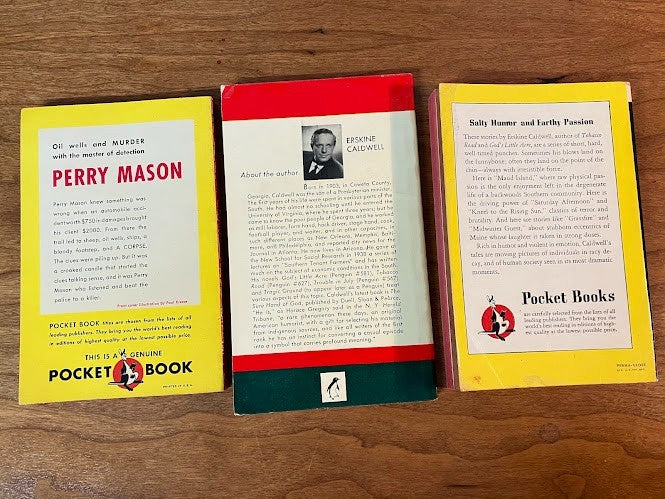 Oil wells and MURDER
with the master of detection
PERRY MASON
Perry Mason knew something was
wrong when an automobile acci-
dent worth $750 in damages brought
his client $2000. From there the
trail led to sheep, oil wells, ships, a
bloody footstep, and A CORPSE.
The clues were piling up. But it was
a crooked candle that started the
clues talking sense, and it was Perry
Mason who listened and beat the
police to a killer!
POCKET BOOK titles are chosen from the lists of all
leading publishers. They bring you the world's best reading
in editions of highest quality at the lowest possible price.
THIS IS A GENUINE
POCKET BOOK
PRINTED IN U.S.A.
About the author
ERSKINE
CALDWELL
Born in 1903, in Coweta County,
Georgia, Caldwell was the son of a Presbyterian minister.
The first years of his life were spent in various parts of the
South. He had almost no schooling until he entered the
University of Virginia, where he spent three years; but he
came to know the poor people of Georgia, and he worked
as mill laborer, farm hand, hack driver, stage hand, cook,
football player, and waiter, and in other capacities, in
such different places as New Orleans, Memphis, Balti-
more, and Philadelphia, and reported city news for the
Journal in Atlanta. He now lives in Arizona. He gave at
the New School for Social Research in 1938 a series of
lectures on "Southern Tenant Farmers" and has written
much on the subject of economic conditions in the South.
His novels God's Little Acre (Penguin #581), Tobacco
Road (Penguin #627), Trouble in July (Penguin #567)
and Tragic Ground (to appear later as a Penguin) treat
various aspects of this topic. Caldwell's latest book is The
Sure Hand of God, published by Duell, Sloan & Pearce.
"He is," as Horace Gregory said in the N. Y. Herald
Tribune, "a rare phenomenon these days, an original
American humorist, with a gift for selecting his material
from indigenous sources, and like all writers of the first
rank he has an instinct for converting a casual episode
into a symbol that carries profound meaning."
Salty Humor and Earthy Passion
These stories by Erskine Caldwell, author of Tobacco
Road and God's Little Acre, are a series of short, hard,
well-timed punches. Sometimes his blows land on
the funnybone; often they land on the point of the
chin—always with irresistible force.
Here is "Maud Island," where raw physical pas-
sion is the only enjoyment left in the degenerate
life of a backwoods Southern community. Here is
the driving power of "Saturday Afternoon" and
"Kneel to the Rising Sun," classics of terror and
brutality. And here are stories like "Grass Fire" and
"Midwinter Guest," about stubborn eccentrics of
Maine whose laughter is taken in strong doses.
Rich in humor and violent in emotion, Caldwell's
tales are moving pictures of individuals in racy de-
cay, and of human society seen in its most dramatic
moments.
Pocket Books
are carefully selected from the lists of all
leading publishers. They bring you the
world's best reading in editions of high-
est quality at the lowest possible price.